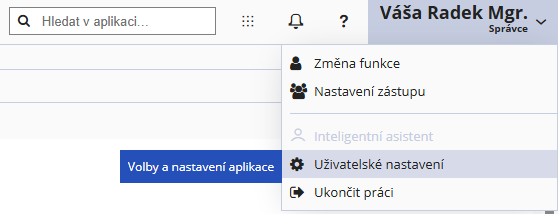 Hledat v aplikaci...
?
Váša Radek Mgr.
Správce
Změna funkce
Nastavení zástupu
Inteligentní asistent
Volby a nastavení aplikace
Uživatelské nastavení
Ukončit práci